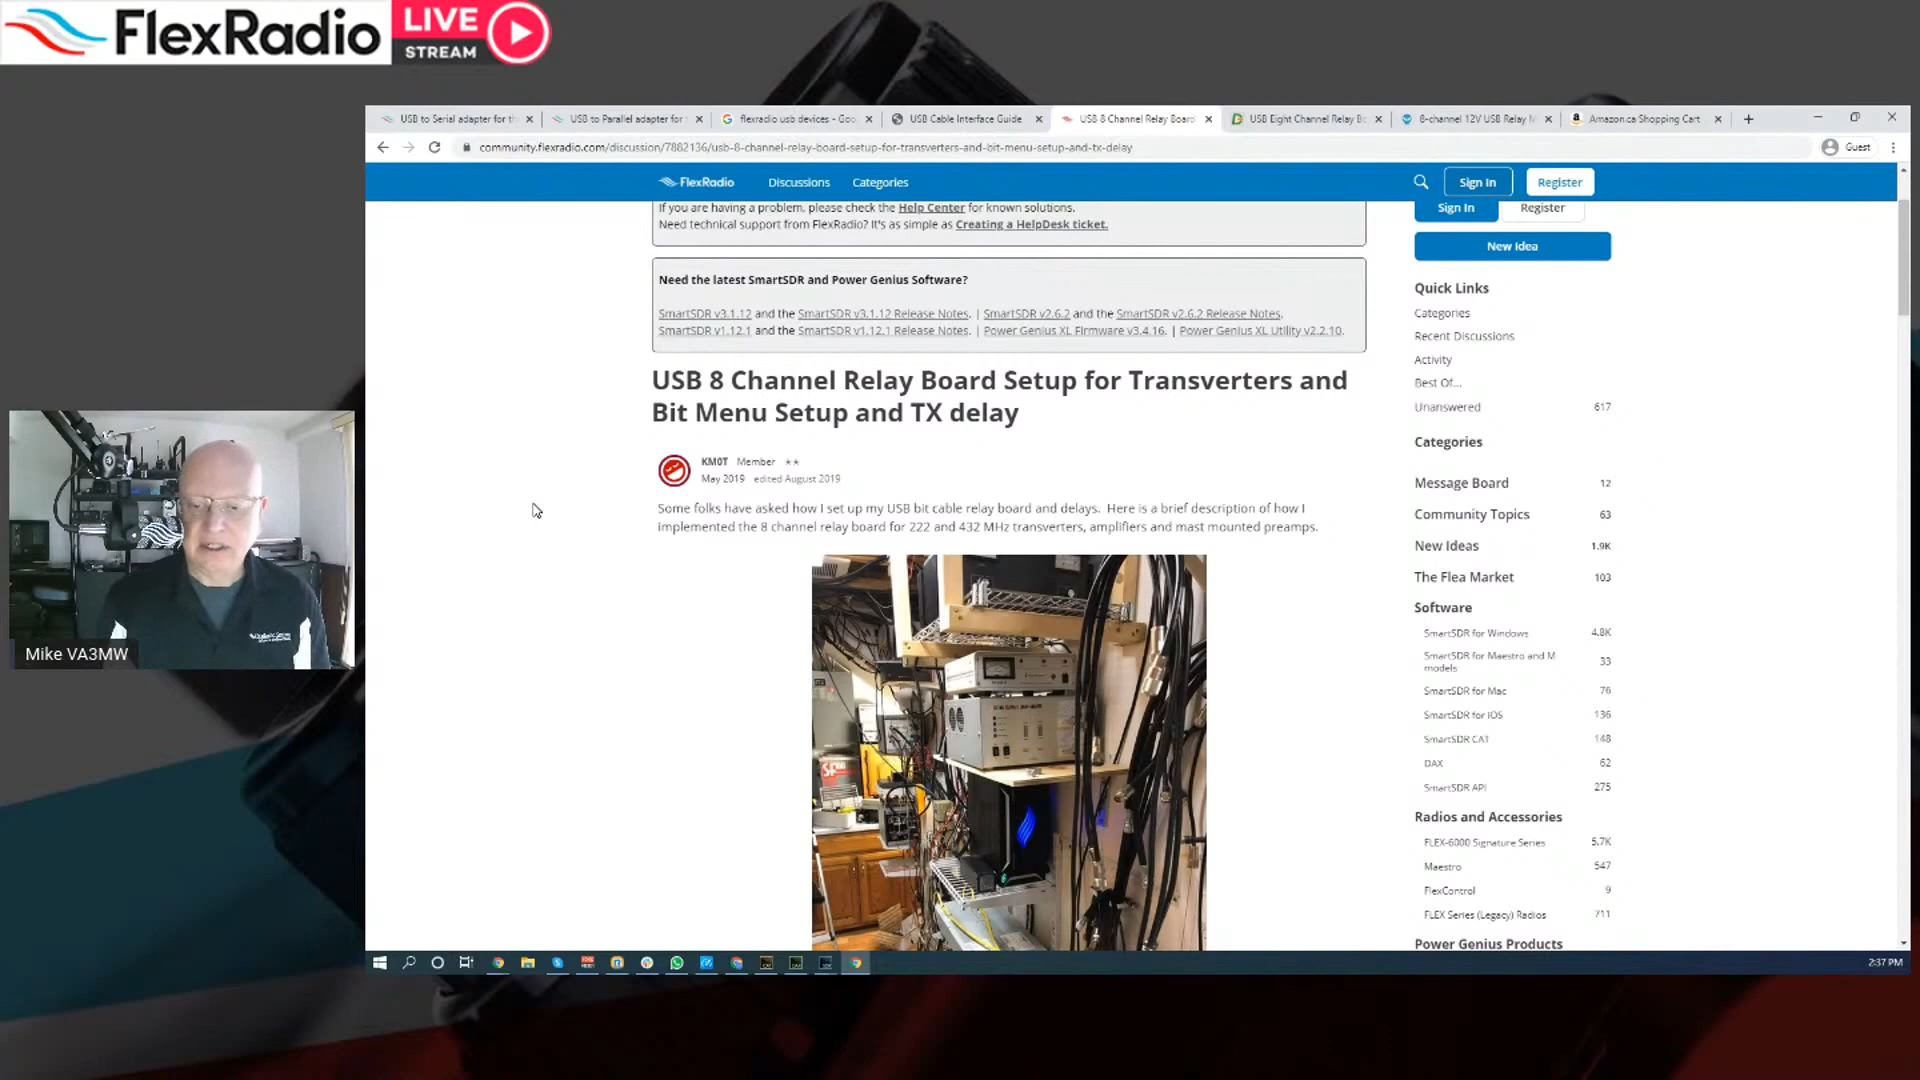 FlexRadio
LIVE
STREAM
USB to Serial adapter for th
USB to Parallel adapter for
flexradio usb devices - Goo
USB Cable Interface Guide
USB 8 Channel Relay Board
USB Eight Channel Relay Bo
8-channel 12V USB Relay M
Amazon.ca Shopping Cart
community.flexradio.com/discussion/7882136/usb-8-channel-relay-board-setup-for-transverters-and-bit-menu-setup-and-tx-delay
Guest
FlexRadio
Discussions
Categories
Sign In
Register
If you are having a problem, please check the Help Center for known solutions.
Need technical support from FlexRadio? It's as simple as Creating a HelpDesk ticket.
Need the latest SmartSDR and Power Genius Software?
SmartSDR v3.1.12 and the SmartSDR v3.1.12 Release Notes. | SmartSDR v2.6.2 and the SmartSDR v2.6.2 Release Notes.
SmartSDR v1.12.1 and the SmartSDR v1.12.1 Release Notes. | Power Genius XL Firmware v3.4.16. | Power Genius XL Utility v2.2.10.
USB 8 Channel Relay Board Setup for Transverters and
Bit Menu Setup and TX delay
KM0T Member
May 2019 edited August 2019
Some folks have asked how I set up my USB bit cable relay board and delays. Here is a brief description of how I
implemented the 8 channel relay board for 222 and 432 MHz transverters, amplifiers and mast mounted preamps.
Sign In
Register
New Idea
Quick Links
Categories
Recent Discussions
Activity
Best Of...
Unanswered 617
Categories
Message Board 12
Community Topics 63
New Ideas 1.9K
The Flea Market 103
Software
SmartSDR for Windows 4.8K
SmartSDR for Maestro and M
models 33
SmartSDR for Mac 76
SmartSDR for iOS 136
SmartSDR CAT 148
DAX 62
SmartSDR API 275
Radios and Accessories
FLEX-6000 Signature Series 5.7K
Maestro 547
FlexControl 9
FLEX Series (Legacy) Radios 711
Power Genius Products
Mike VA3MW
2:37 PM